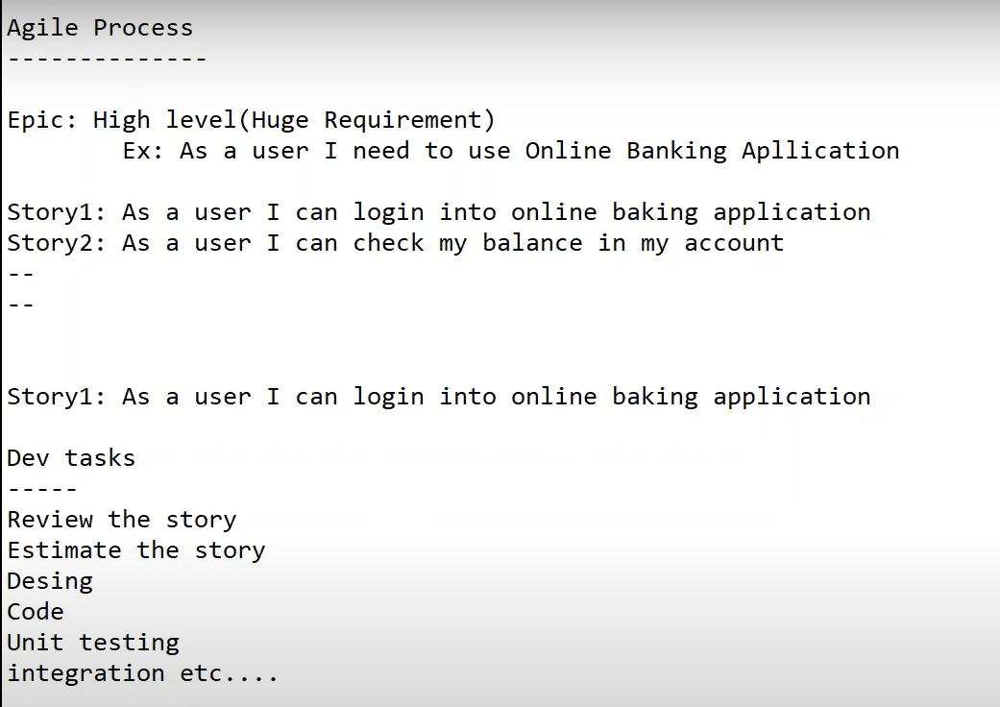 Agile Process
--------------
Epic: High level(Huge Requirement)
Ex: As a user I need to use Online Banking Apllication
Story1: As a user I can login into online baking application
Story2: As a user I can check my balance in my account
--
--
Story1: As a user I can login into online baking application
Dev tasks
-----
Review the story
Estimate the story
Desing
Code
Unit testing
integration etc....